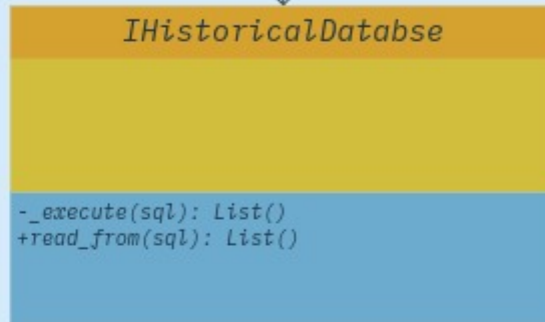 IHistoricalDatabse
-_execute(sql): List()
+read_from(sql): List()